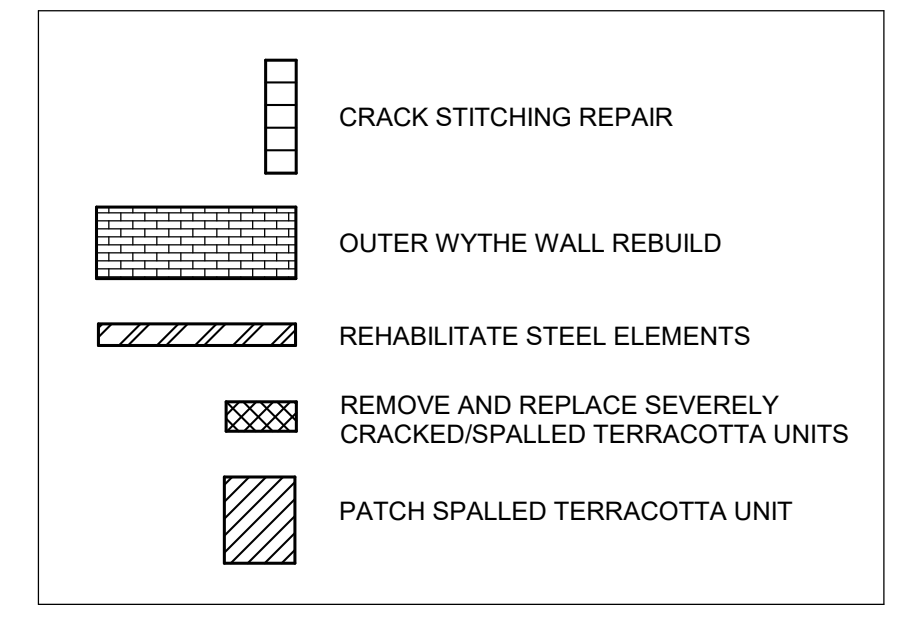 CRACK STITCHING REPAIR
OUTER WYTHE WALL REBUILD
REHABILITATE STEEL ELEMENTS
REMOVE AND REPLACE SEVERELY
CRACKED/SPALLED TERRACOTTA UNITS
PATCH SPALLED TERRACOTTA UNIT